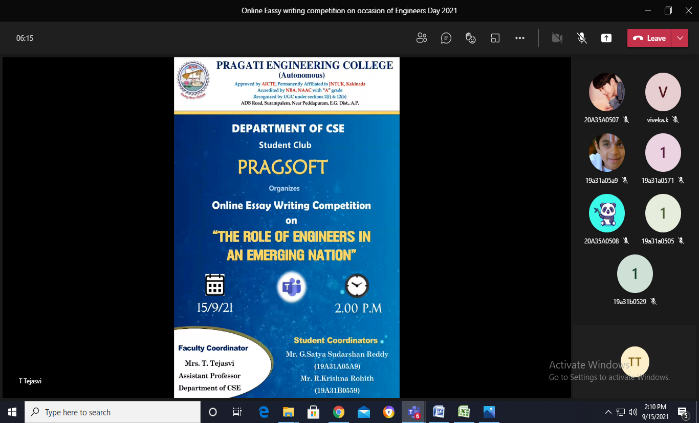 Online Eassy writing competition on occasion of Engineers Day 2021
06:15
Leave
PRAGATI ENGINEERING COLLEGE
(Autonomous)
Approved by AICTE, Permanently Affiliated to JNTUK, Kakinada
Accredited by NBA, NAAC with "A" grade
Recognised by UGC under sections 2(f) & 12(b)
ADB Road, Surampalem, Near Peddapuram, E.G. Dist., A.P.
DEPARTMENT OF CSE
Student Club
PRAGSOFT
Organizes
Online Essay Writing Competition
on
"THE ROLE OF ENGINEERS IN
AN EMERGING NATION"
15/9/21
2.00 P.M
Faculty Coordinator
Mrs. T. Tejasvi
Assistant Professor
Department of CSE
Student Coordinators
Mr. G.Satya Sudarshan Reddy
(19A31A05A9)
Mr. R.Krishna Rohith
(19A31B0559)
T Tejasvi
20A35A0507
V
viveka.k
19a31a05a9
1
19a31a0571
20A35A0508
1
19a31a0505
1
19a31b0529
TT
Activate Windows
Go to Settings to activate Windows.
Type here to search
2:10 PM
9/15/2021